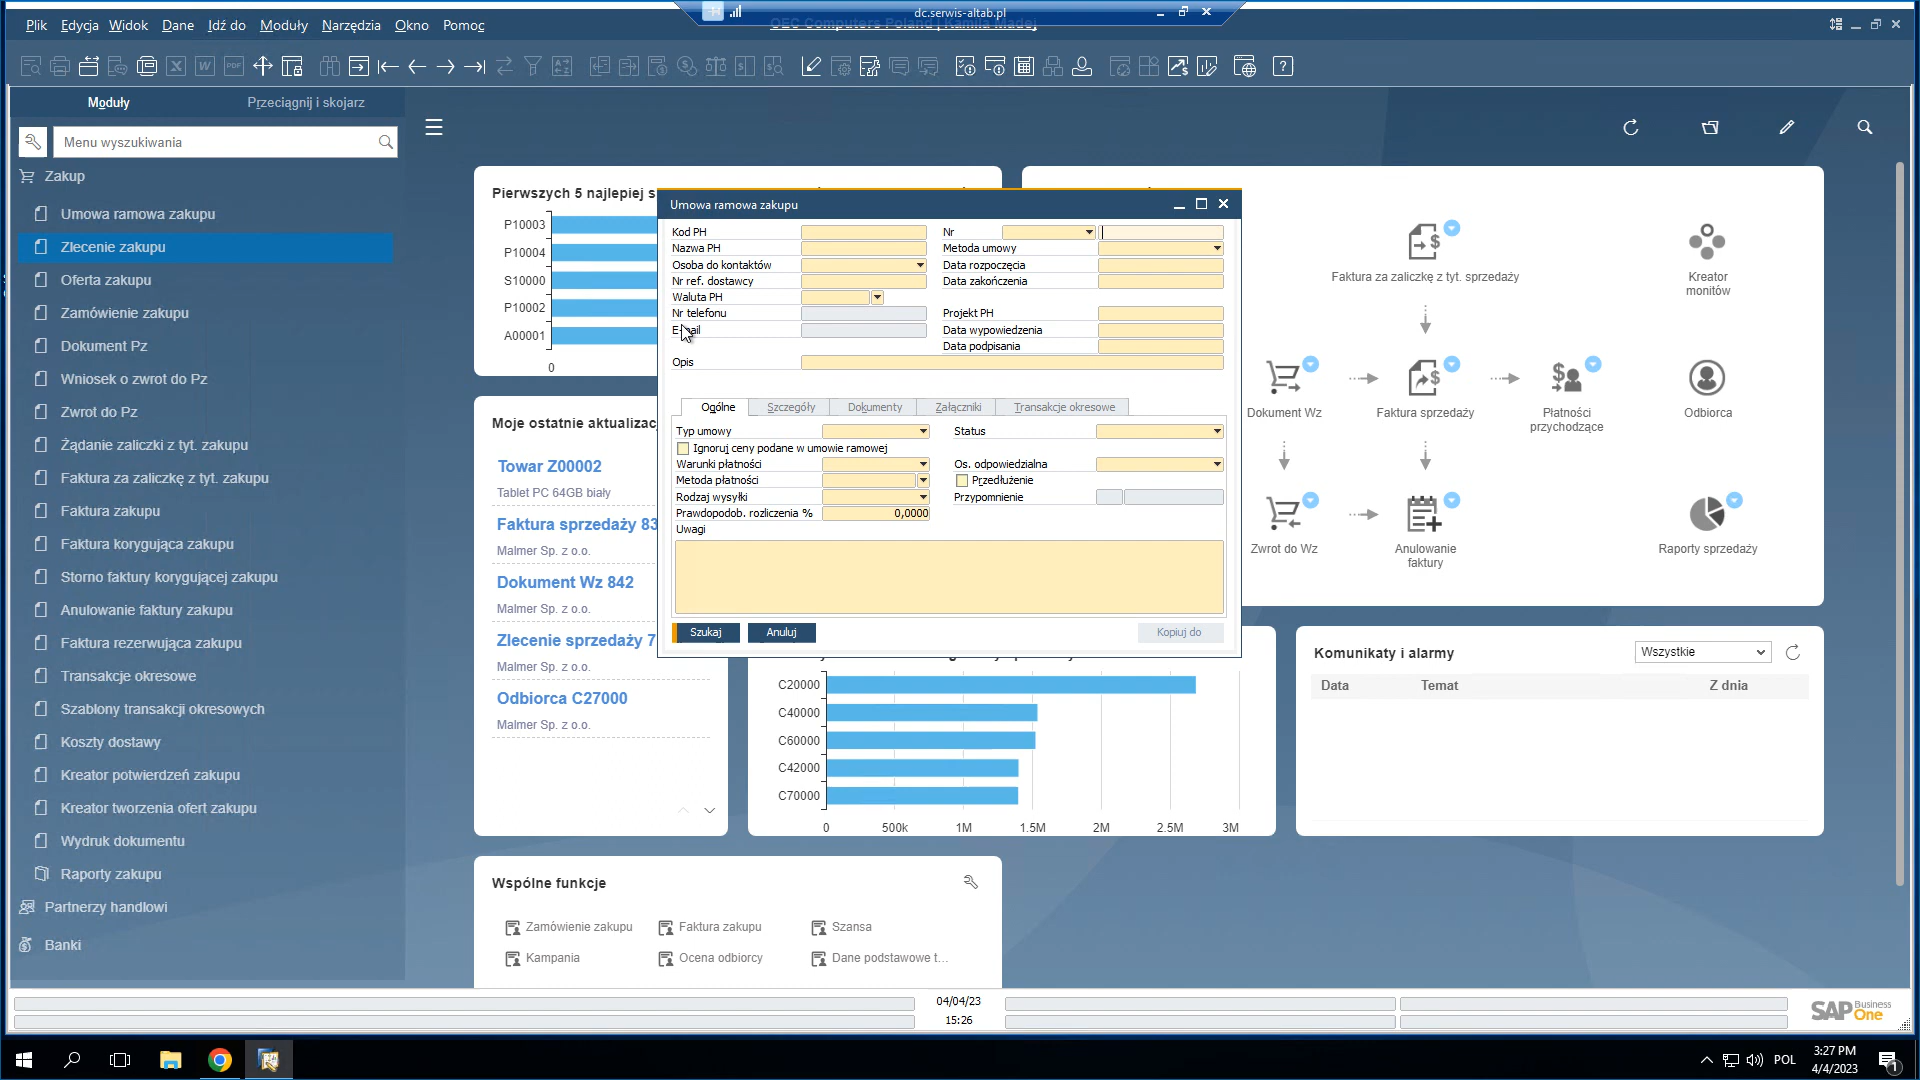 dc.serwis-altab.pl
OEC Computers Poland | Kamila Madej
Plik Edycja Widok Dane Idź do Moduły Narzędzia Okno Pomoc
Moduły Przeciągnij i skojarz
Menu wyszukiwania
Zakup
Umowa ramowa zakupu
Zlecenie zakupu
Oferta zakupu
Zamówienie zakupu
Dokument Pz
Wniosek o zwrot do Pz
Zwrot do Pz
Żądanie zaliczki z tyt. zakupu
Faktura za zaliczkę z tyt. zakupu
Faktura zakupu
Faktura korygująca zakupu
Storno faktury korygującej zakupu
Anulowanie faktury zakupu
Faktura rezerwująca zakupu
Transakcje okresowe
Szablony transakcji okresowych
Koszty dostawy
Kreator potwierdzeń zakupu
Kreator tworzenia ofert zakupu
Wydruk dokumentu
Raporty zakupu
Partnerzy handlowi
Banki
Pierwszych 5 najlepiej s
P10003
P10004
S10000
P10002
A00001
0
Moje ostatnie aktualizac
Towar Z00002
Tablet PC 64GB biały
Faktura sprzedaży 83
Malmer Sp. z o.o.
Dokument Wz 842
Malmer Sp. z o.o.
Zlecenie sprzedaży 7
Malmer Sp. z o.o.
Odbiorca C27000
Malmer Sp. z o.o.
Umowa ramowa zakupu
Kod PH Nr
Nazwa PH Metoda umowy
Osoba do kontaktów Data rozpoczęcia
Nr ref. dostawcy Data zakończenia
Waluta PH
Nr telefonu Projekt PH
E-mail Data wypowiedzenia
Data podpisania
Opis
Ogólne Szczegóły Dokumenty Załączniki Transakcje okresowe
Typ umowy Status
Ignoruj ceny podane w umowie ramowej
Warunki płatności Os. odpowiedzialna
Metoda płatności Przedłużenie
Rodzaj wysyłki Przypomnienie
Prawdopodob. rozliczenia % 0,0000
Uwagi
Szukaj Anuluj Kopiuj do
C20000
C40000
C60000
C42000
C70000
0 500k 1M 1.5M 2M 2.5M 3M
Faktura za zaliczkę z tyt. sprzedaży
Kreator
monitów
Dokument Wz
Faktura sprzedaży
Płatności
przychodzące
Odbiorca
Zwrot do Wz
Anulowanie
faktury
Raporty sprzedaży
Komunikaty i alarmy Wszystkie
Data Temat Z dnia
Wspólne funkcje
Zamówienie zakupu Faktura zakupu Szansa
Kampania Ocena odbiorcy Dane podstawowe t...
04/04/23
15:26
SAP Business
One
POL
3:27 PM
4/4/2023
1